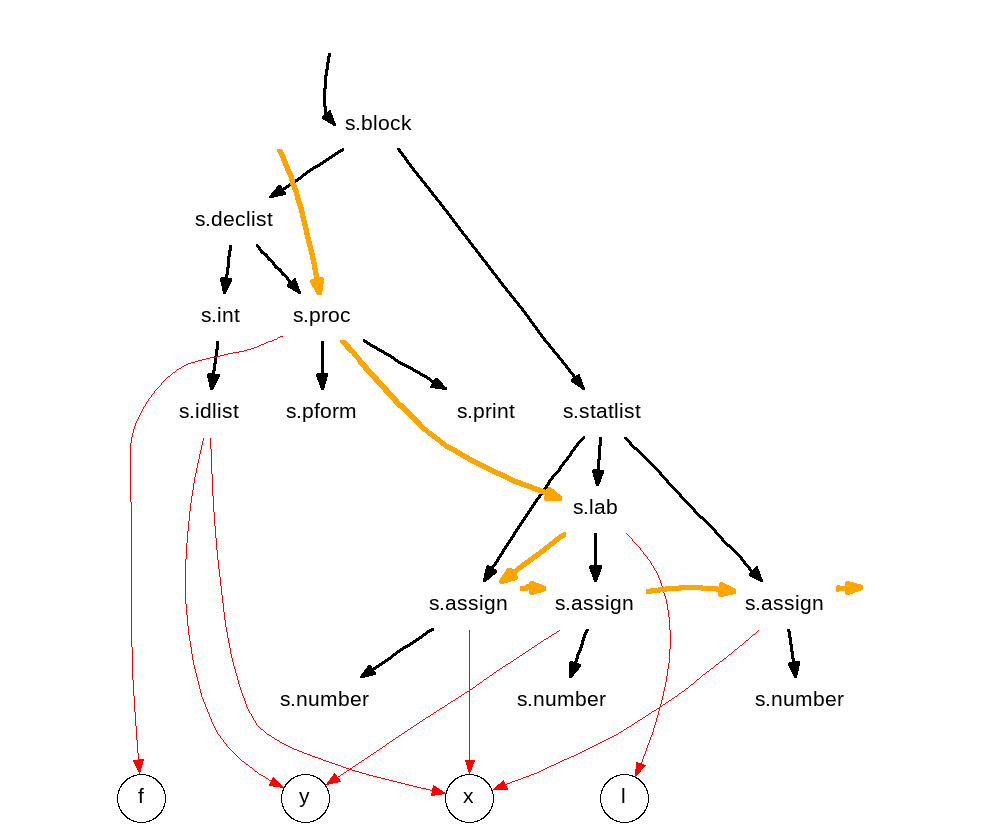 s.block
s.declist
s.int s.proc
s.idlist s.pform s.print s.statlist
s.lab
s.assign s.assign s.assign
s.number s.number s.number
f y x l